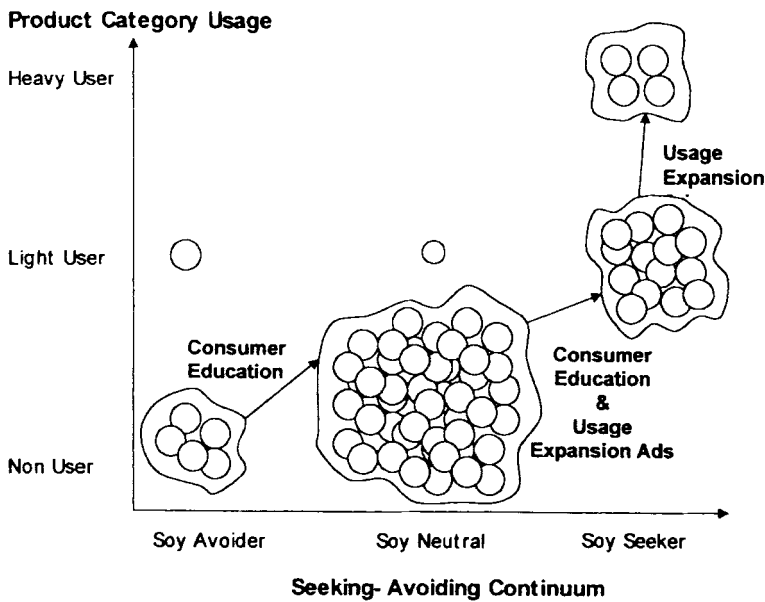 Product Category Usage
Heavy User
Usage
Expansion
Light User
Consumer
Education
Consumer
Education
&
Usage
Expansion Ads
Non User
Soy Avoider
Soy Neutral
Soy Seeker
Seeking- Avoiding Continuum